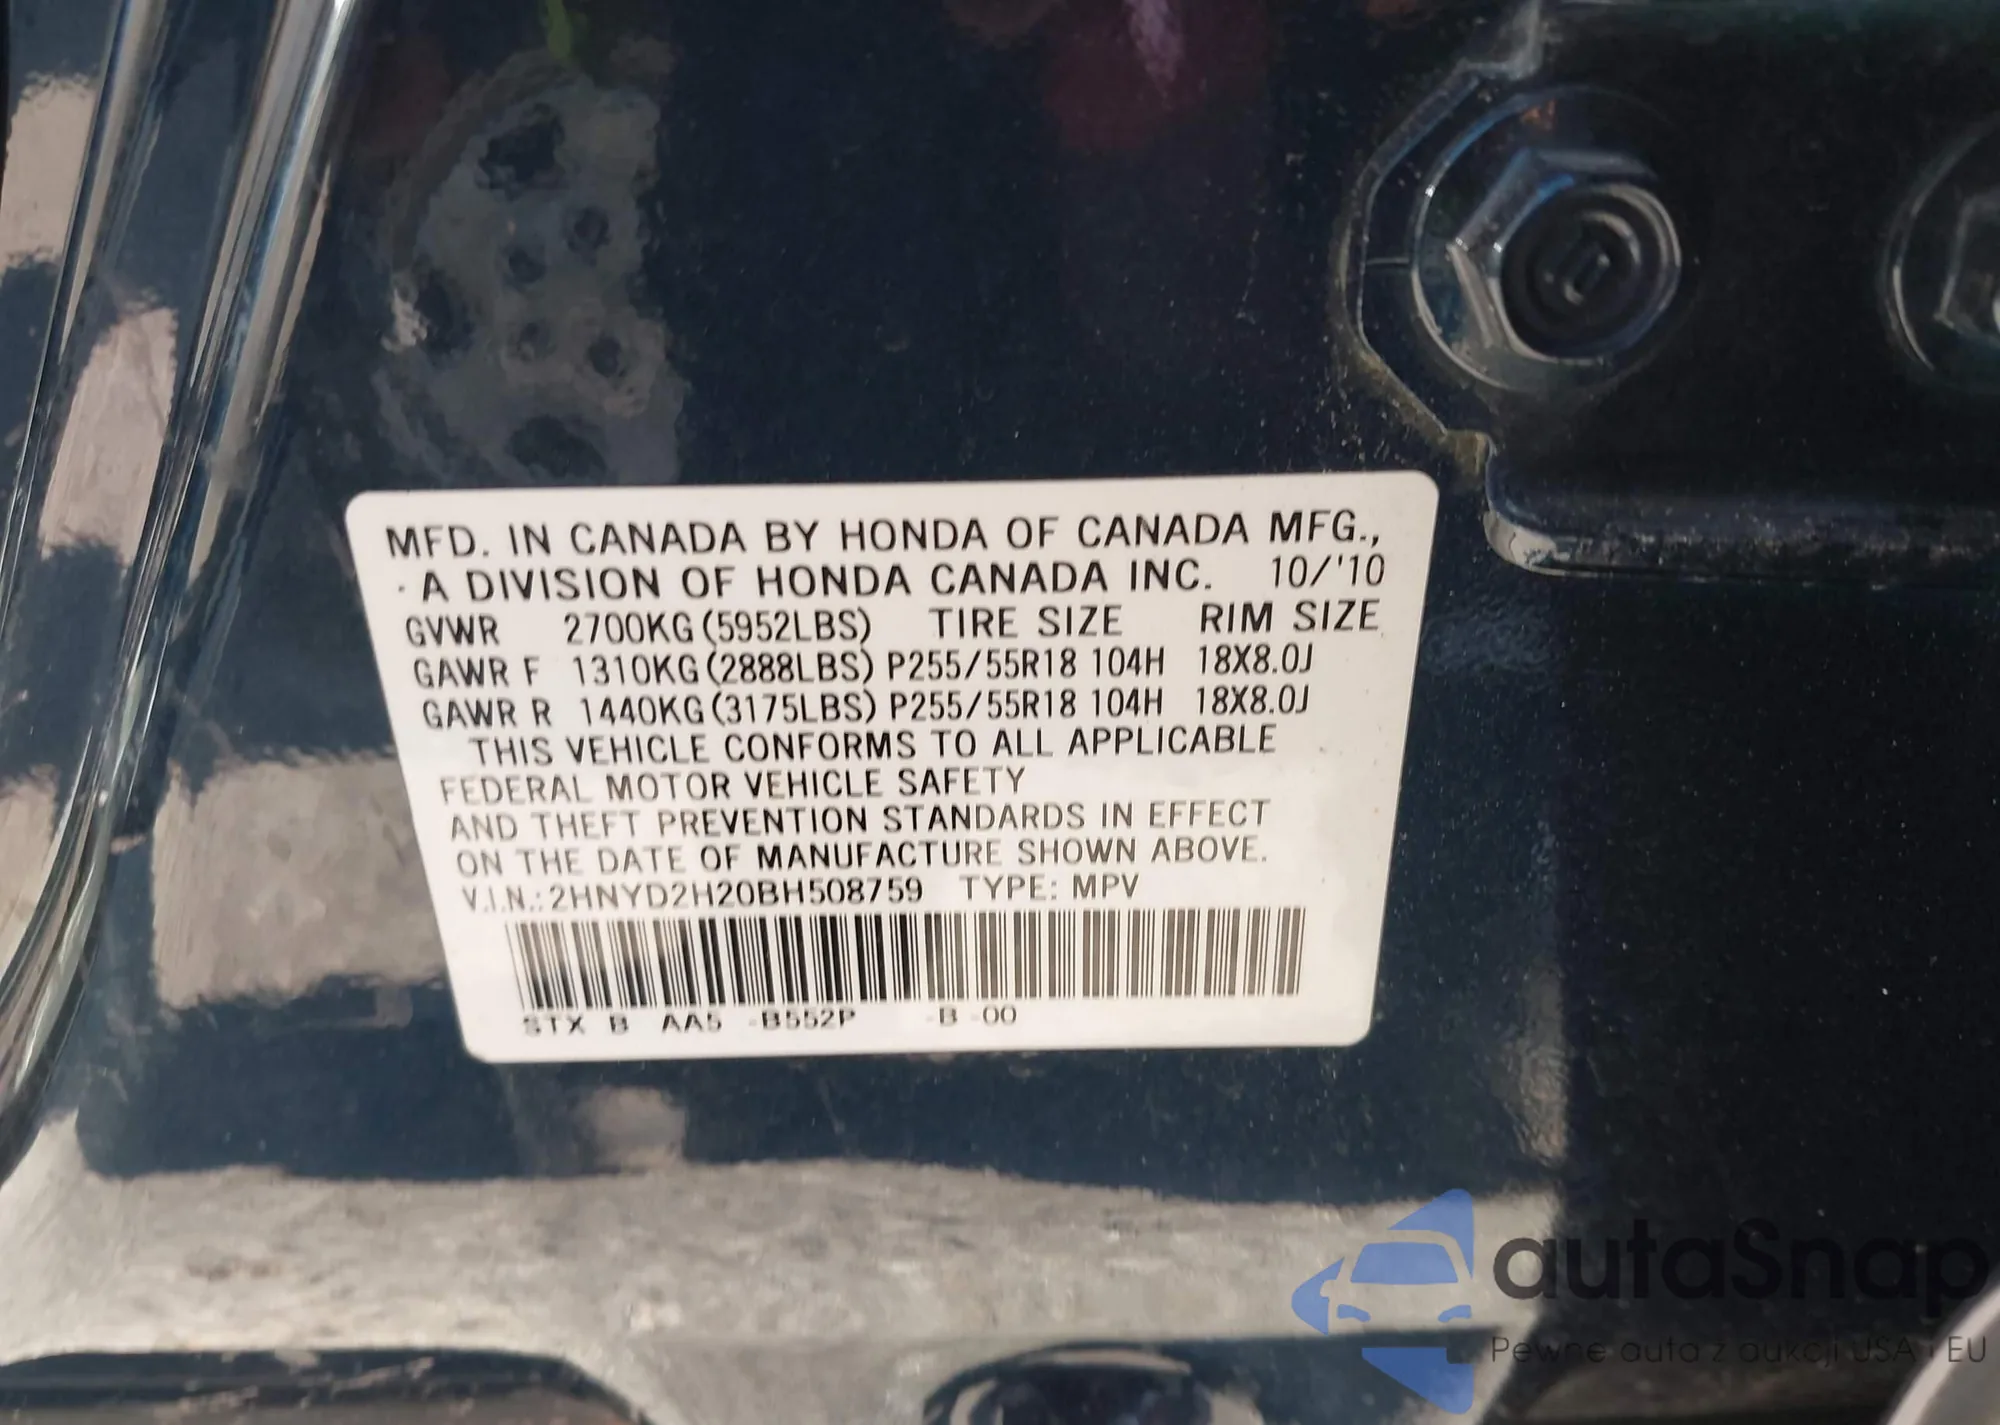 MFD. IN CANADA BY HONDA OF CANADA MFG.,
A DIVISION OF HONDA CANADA INC. 10/'10
GVWR 2700KG(5952LBS) TIRE SIZE RIM SIZE
GAWR F 1310KG(2888LBS) P255/55R18 104H 18X8.0J
GAWR R 1440KG(3175LBS) P255/55R18 104H 18X8.0J
THIS VEHICLE CONFORMS TO ALL APPLICABLE
FEDERAL MOTOR VEHICLE SAFETY
AND THEFT PREVENTION STANDARDS IN EFFECT
ON THE DATE OF MANUFACTURE SHOWN ABOVE.
V.I.N.: 2HNYD2H20BH508759 TYPE: MPV
STX B AA5 -B552P -B -00
autaSnap
Pewne auta z aukcji USA i EU